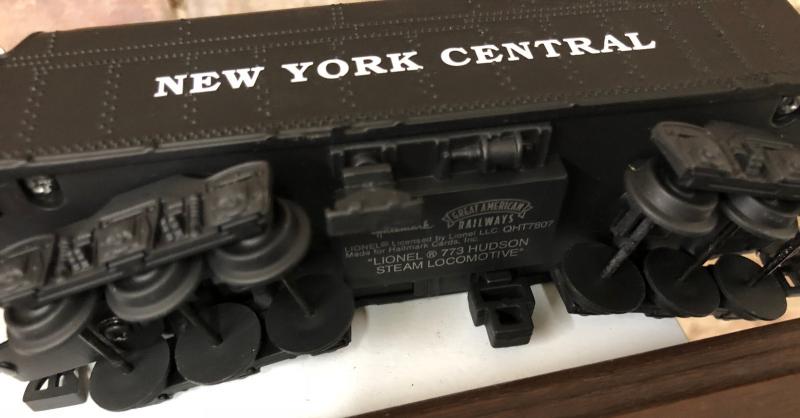 NEW YORK CENTRAL
Hallmark
GREAT AMERICAN
RAILWAYS
LIONEL® Licensed by Lionel LLC QHT7807
Made for Hallmark Cards, Inc.
"LIONEL ® 773 HUDSON
STEAM LOCOMOTIVE"